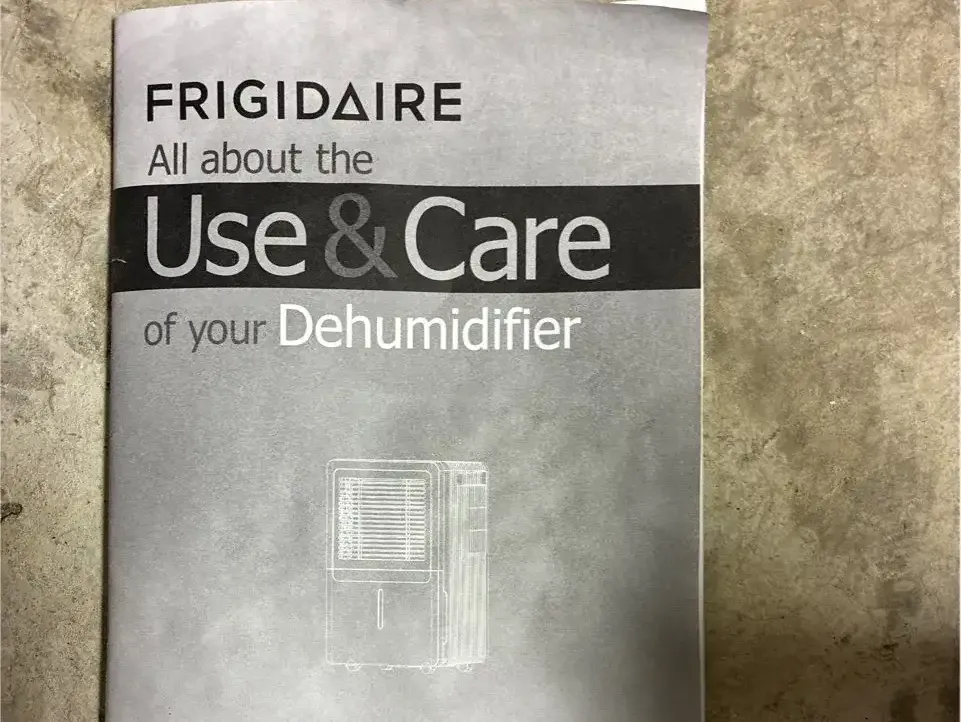 FRIGIDAIRE
All about the
Use & Care
of your Dehumidifier